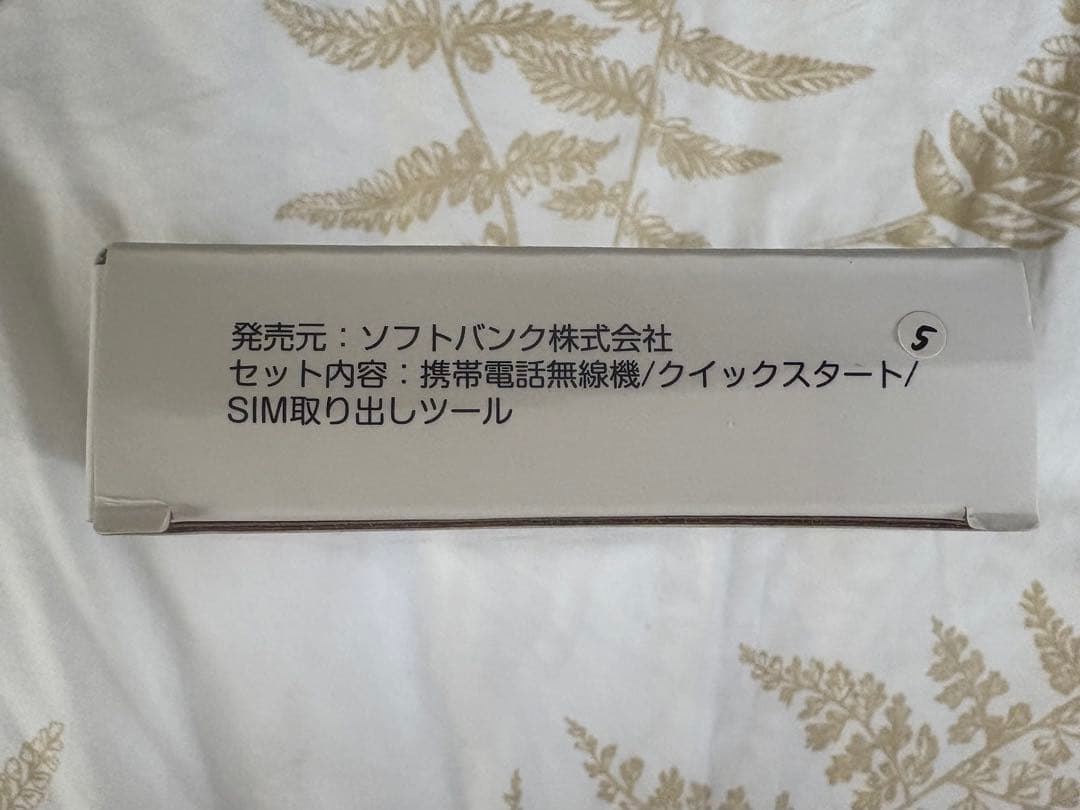 発売元：ソフトバンク株式会社
セット内容：携帯電話無線機/クイックスタート/
SIM取り出しツール
5